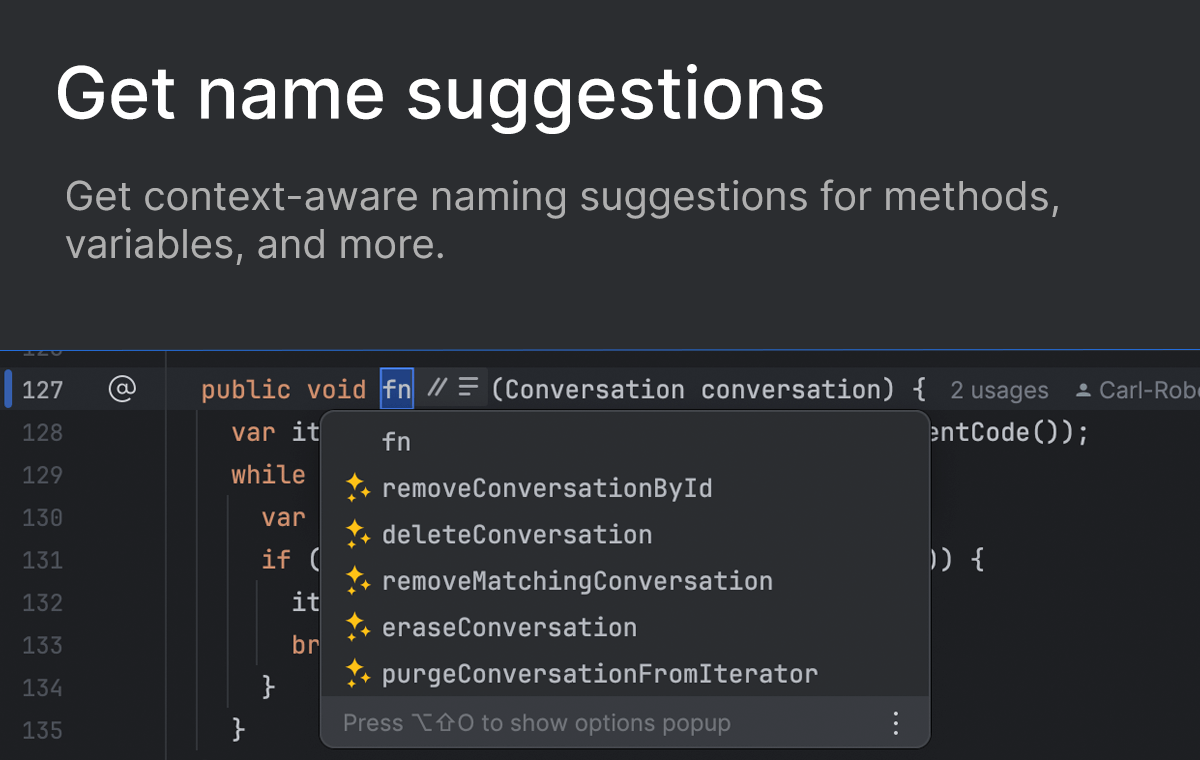 Get name suggestions
Get context-aware naming suggestions for methods,
variables, and more.
127 @ public void fn (Conversation conversation) { 2 usages Carl-Robe
128 var it entCode());
fn
129 while
removeConversationById
130 var
deleteConversation
131 if ( )) {
removeMatchingConversation
132 it
eraseConversation
133 br
purgeConversationFromIterator
134 }
Press ⌥⇧O to show options popup
135 }